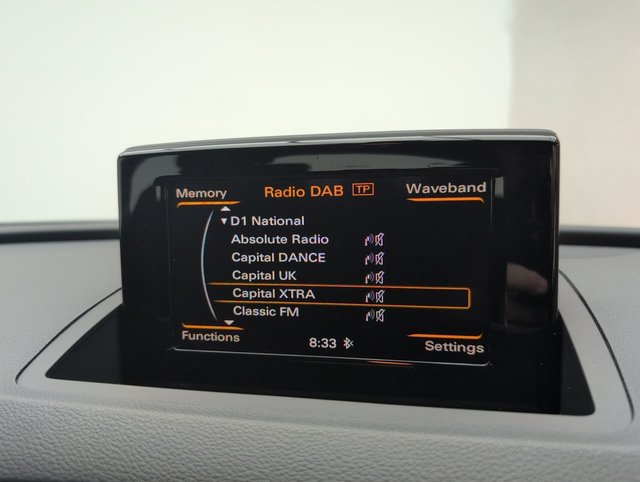 Memory Radio DAB TP Waveband
D1 National
Absolute Radio
Capital DANCE
Capital UK
Capital XTRA
Classic FM
Functions 8:33 Settings